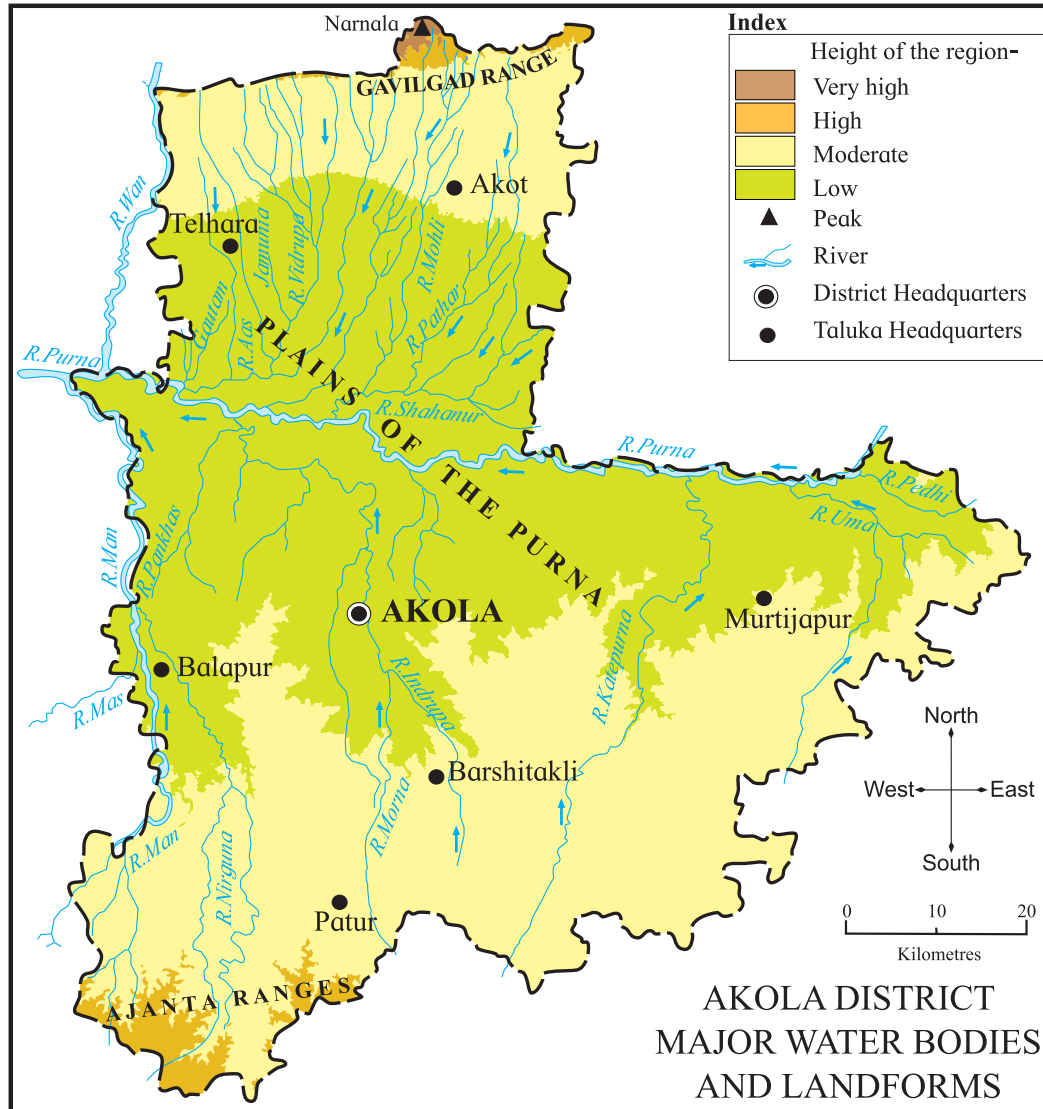 Narnala
GAVILGAD RANGE
Index
Height of the region-
Very high
High
Moderate
Low
Peak
River
District Headquarters
Taluka Headquarters
R.Wan
Akot
Telhara
Jamuna
R.Vidrupa
R.Mohli
R.Pathar
Gautam
R.Aas
R.Purna
R.Shahanur
PLAINS OF THE PURNA
R.Purna
R.Pedhi
R.Uma
R.Man
R.Pankhas
AKOLA
Murtijapur
Balapur
R.Mas
R.Indrupa
R.Katepurna
Barshitakli
R.Morna
R.Man
R.Nirguna
Patur
AJANTA RANGES
North
West
East
South
0 10 20
Kilometres
AKOLA DISTRICT
MAJOR WATER BODIES
AND LANDFORMS